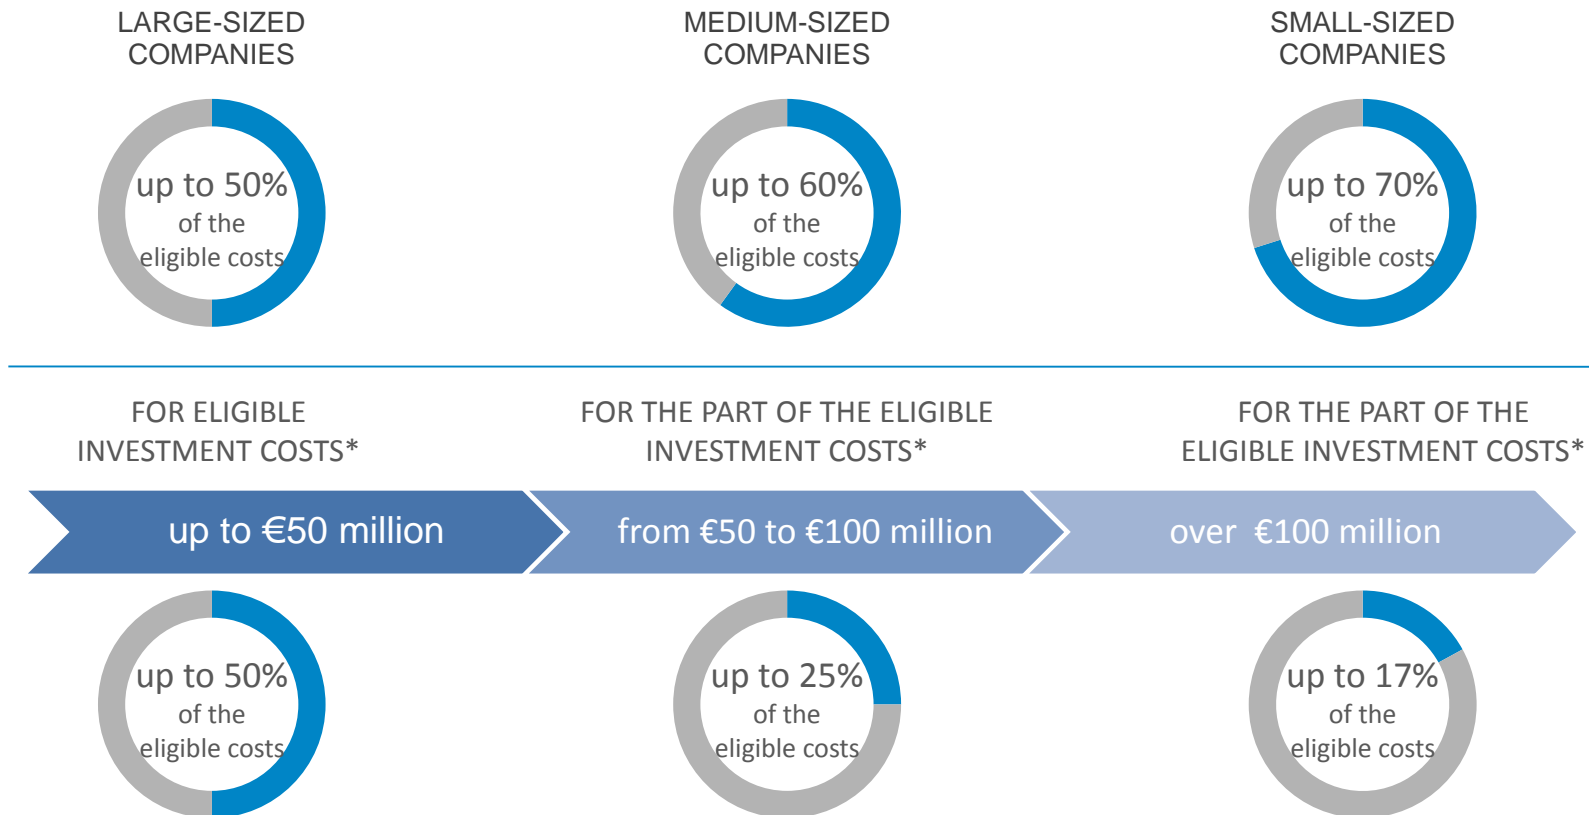 LARGE-SIZED
COMPANIES
MEDIUM-SIZED
COMPANIES
SMALL-SIZED
COMPANIES
up to 50%
of the
eligible costs
up to 60%
of the
eligible costs
up to 70%
of the
eligible costs
FOR ELIGIBLE
INVESTMENT COSTS*
FOR THE PART OF THE ELIGIBLE
INVESTMENT COSTS*
FOR THE PART OF THE
ELIGIBLE INVESTMENT COSTS*
up to €50 million
from €50 to €100 million
over €100 million
up to 50%
of the
eligible costs
up to 25%
of the
eligible costs
up to 17%
of the
eligible costs